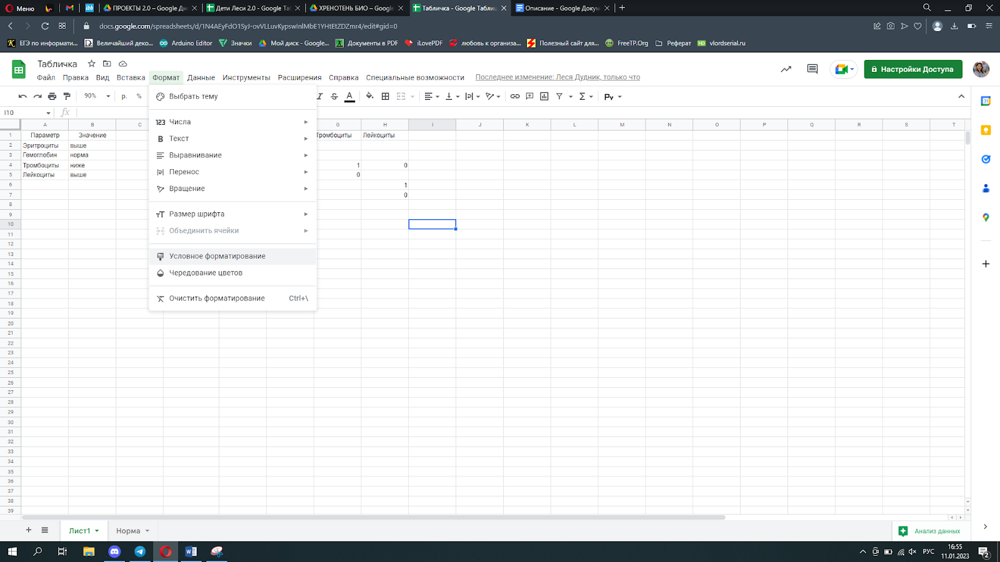 Меню
ПРОЕКТЫ 2.0 – Google Ди
Дети Леси 2.0 - Google Та
ХРЕНОТЕНЬ БИО – Google
Табличка - Google Таблиц
Описание - Google Докум
docs.google.com/spreadsheets/d/1N4AEyFdO1SyJ-ovVLLuvKypswInlMbE1YHtEtZDZmr4/edit#gid=0
ЕГЭ по информати...
Величайший деко...
Arduino Editor
Значки
Мой диск - Google...
Документы в PDF
iLovePDF
любовь к организа...
Полезный сайт для...
FreeTP.Org
Реферат
vlordserial.ru
Табличка
Файл Правка Вид Вставка Формат Данные Инструменты Расширения Справка Специальные возможности Последнее изменение: Леся Дудник, только что
Настройки Доступа
90% р. %
Ру
I10 fx
A B C G H I J K L M N O P Q R S T
1 Параметр Значение Тромбоциты Лейкоциты
2 Эритроциты выше
3 Гемоглобин норма
4 Тромбоциты ниже 1 0
5 Лейкоциты выше 0
6 1
7 0
8
9
10
11
12
13
14
15
16
17
18
19
20
21
22
23
24
25
26
27
28
29
30
31
32
33
34
35
36
37
38
39
Выбрать тему
123 Числа
B Текст
Выравнивание
Перенос
Вращение
Размер шрифта
Объединить ячейки
Условное форматирование
Чередование цветов
Очистить форматирование Ctrl+\
Лист1 Норма
Анализ данных
РУС
16:55
11.01.2023
2